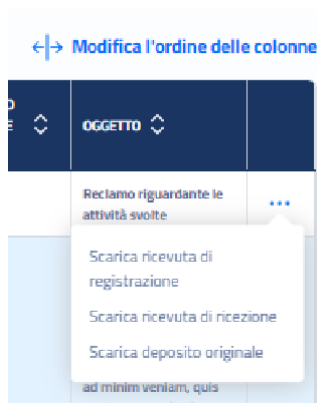 Modifica l'ordine delle colonne
O
E
OGGETTO
Reclamo riguardante le
attività svolte
...
Scarica ricevuta di
registrazione
Scarica ricevuta di ricezione
Scarica deposito originale
ad minim veniam, quis